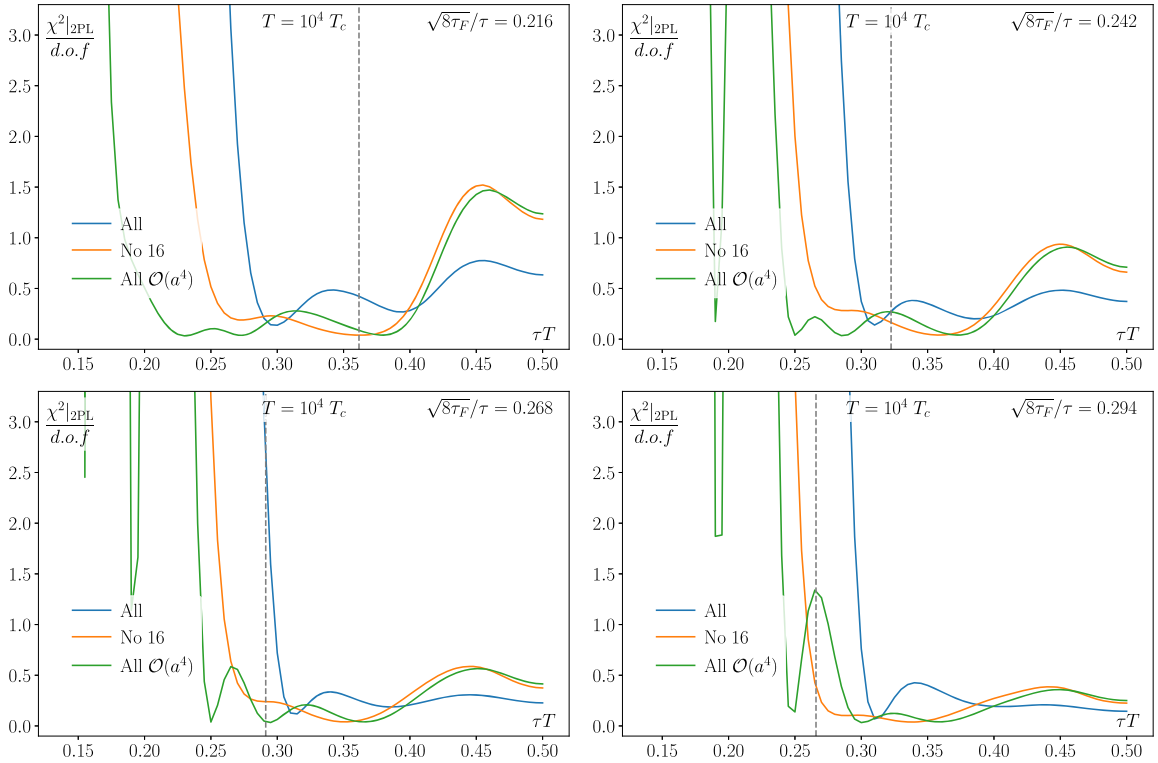 3.0 χ²|2PL T = 10⁴ Tc √8τF/τ = 0.216
d.o.f
2.5
2.0
1.5
All
1.0
No 16
0.5 All O(a⁴)
0.0 τT
0.15 0.20 0.25 0.30 0.35 0.40 0.45 0.50
3.0 χ²|2PL T = 10⁴ Tc √8τF/τ = 0.242
d.o.f
2.5
2.0
1.5
All
1.0
No 16
0.5 All O(a⁴)
0.0 τT
0.15 0.20 0.25 0.30 0.35 0.40 0.45 0.50
3.0 χ²|2PL T = 10⁴ Tc √8τF/τ = 0.268
d.o.f
2.5
2.0
1.5
All
1.0
No 16
0.5 All O(a⁴)
0.0 τT
0.15 0.20 0.25 0.30 0.35 0.40 0.45 0.50
3.0 χ²|2PL T = 10⁴ Tc √8τF/τ = 0.294
d.o.f
2.5
2.0
1.5
All
1.0
No 16
0.5 All O(a⁴)
0.0 τT
0.15 0.20 0.25 0.30 0.35 0.40 0.45 0.50